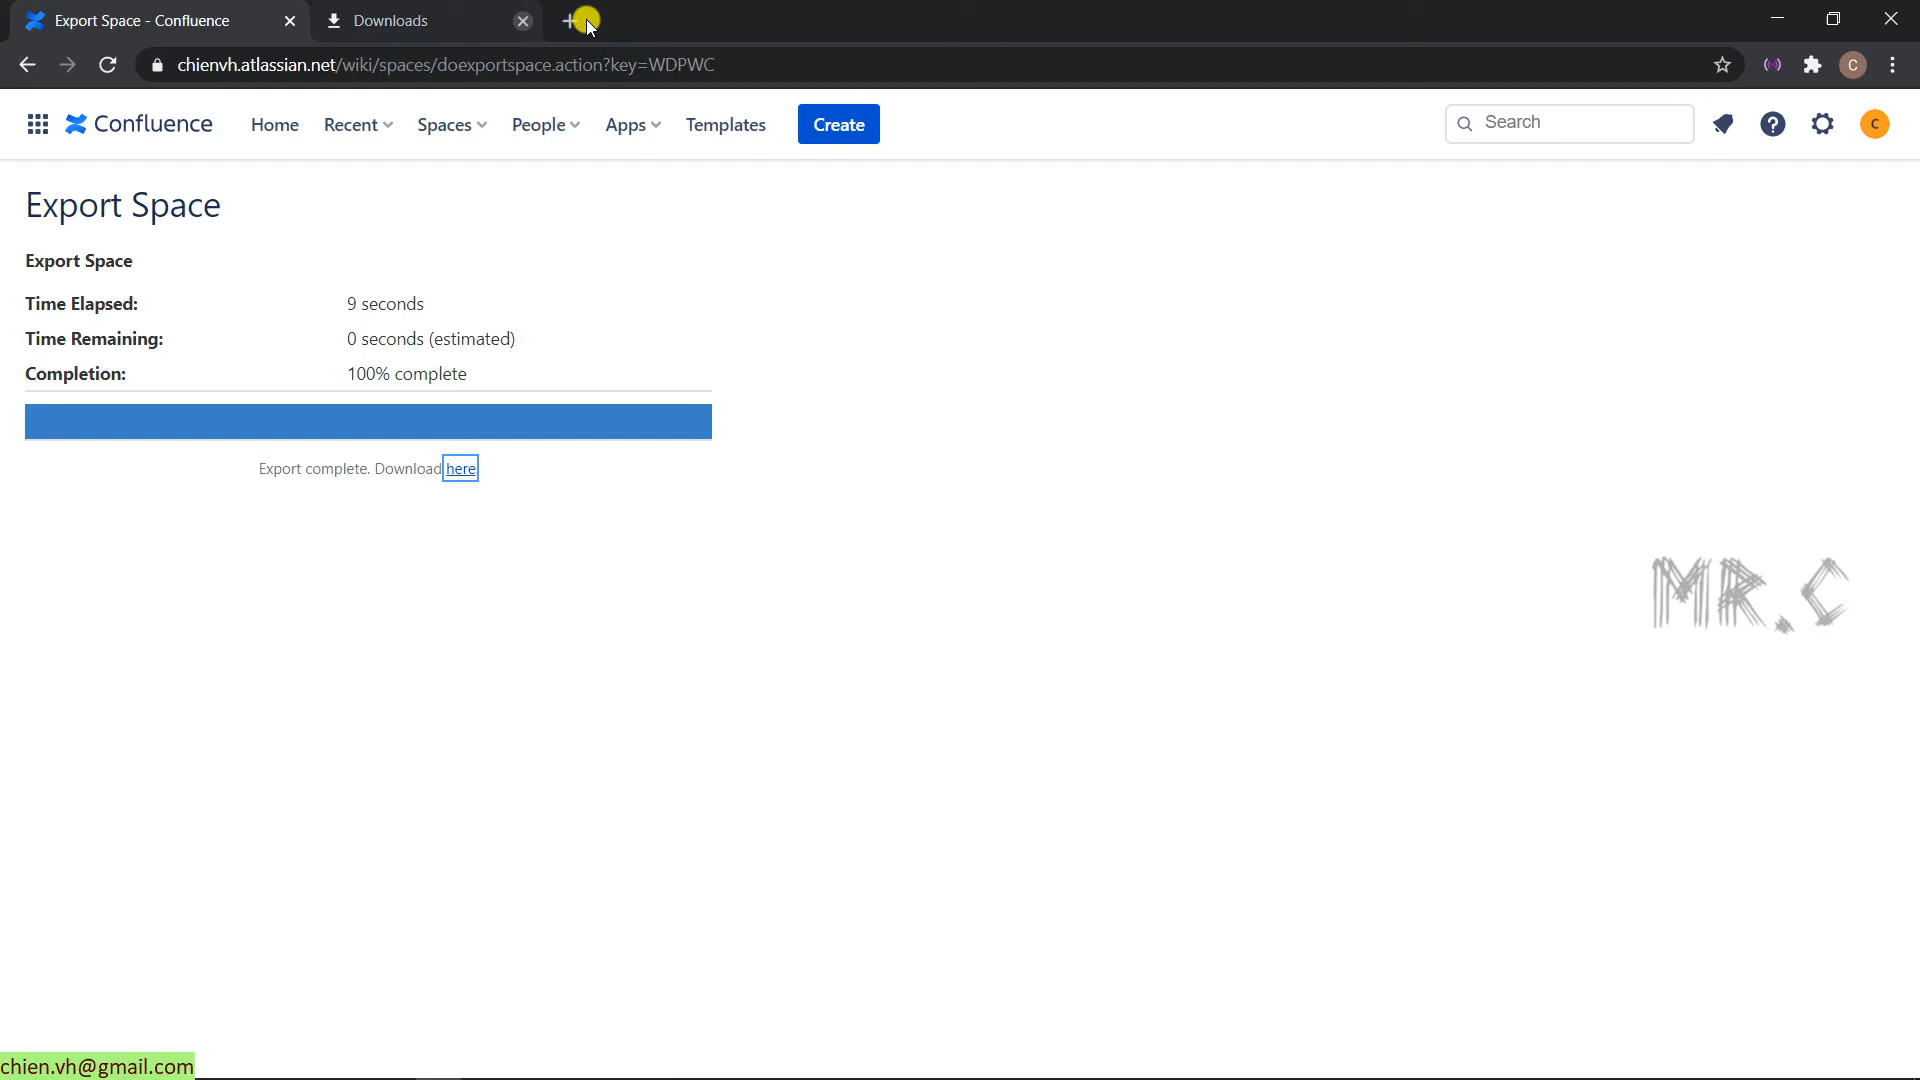 Export Space - Confluence
Downloads
chienvh.atlassian.net/wiki/spaces/doexportspace.action?key=WDPWC
C
Confluence
Home
Recent
Spaces
People
Apps
Templates
Create
Search
?
C
Export Space
Export Space
Time Elapsed: 9 seconds
Time Remaining: 0 seconds (estimated)
Completion: 100% complete
Export complete. Download here.
MR.C
chien.vh@gmail.com